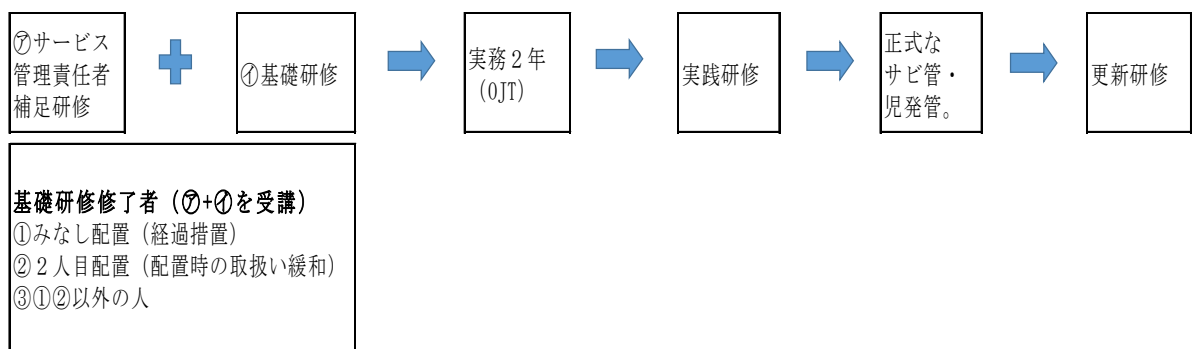 ㋐サービス
管理責任者
補足研修
㋑基礎研修
実務２年
（OJT）
実践研修
正式な
サビ管・
児発管。
更新研修
基礎研修修了者（㋐+㋑を受講）
①みなし配置（経過措置）
②２人目配置（配置時の取扱い緩和）
③①②以外の人